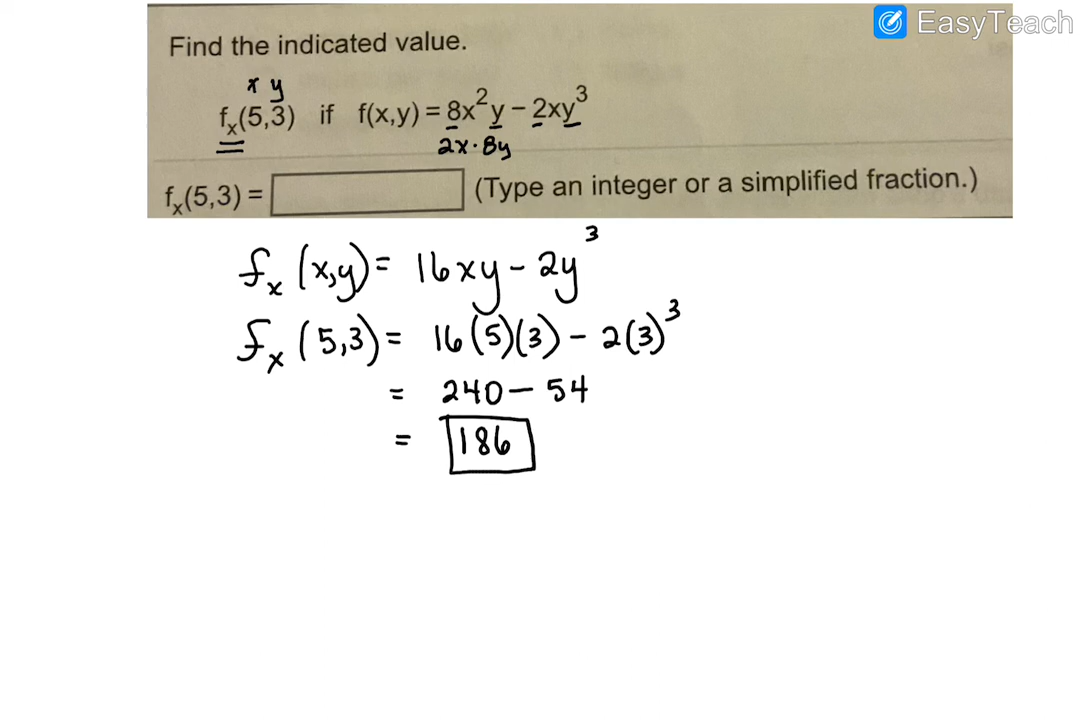 EasyTeach
Find the indicated value.
x y
fₓ(5,3) if f(x,y) = 8x²y − 2xy³
2x·8y
fₓ(5,3) = (Type an integer or a simplified fraction.)
fₓ(x,y) = 16xy − 2y³
fₓ(5,3) = 16(5)(3) − 2(3)³
= 240 − 54
= 186